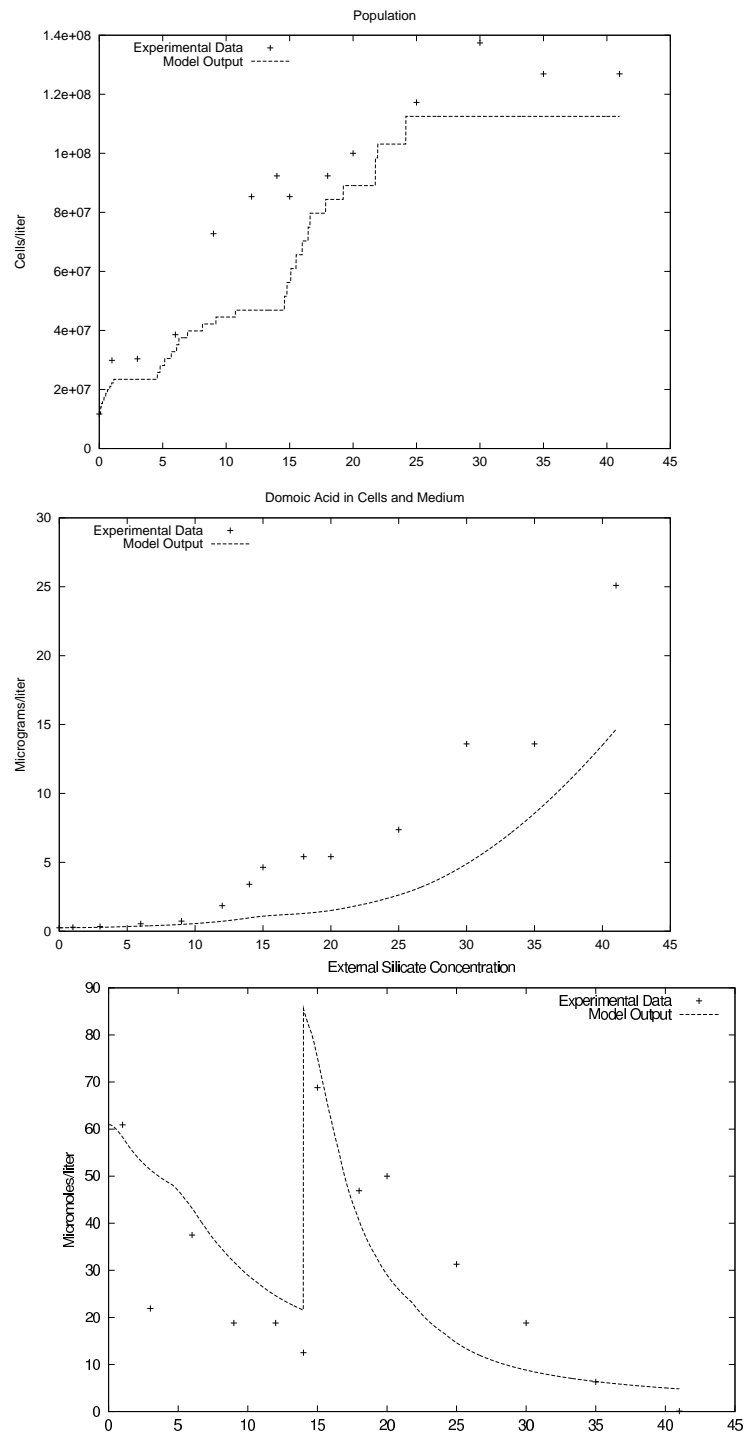 Population
1.4e+08
Experimental Data
Model Output
1.2e+08
1e+08
8e+07
Cells/liter
6e+07
4e+07
2e+07
0
0 5 10 15 20 25 30 35 40 45
Domoic Acid in Cells and Medium
30
Experimental Data
Model Output
25
20
Micrograms/liter
15
10
5
0
0 5 10 15 20 25 30 35 40 45
External Silicate Concentration
90
Experimental Data
Model Output
80
70
60
50
Micromoles/liter
40
30
20
10
0
0 5 10 15 20 25 30 35 40 45